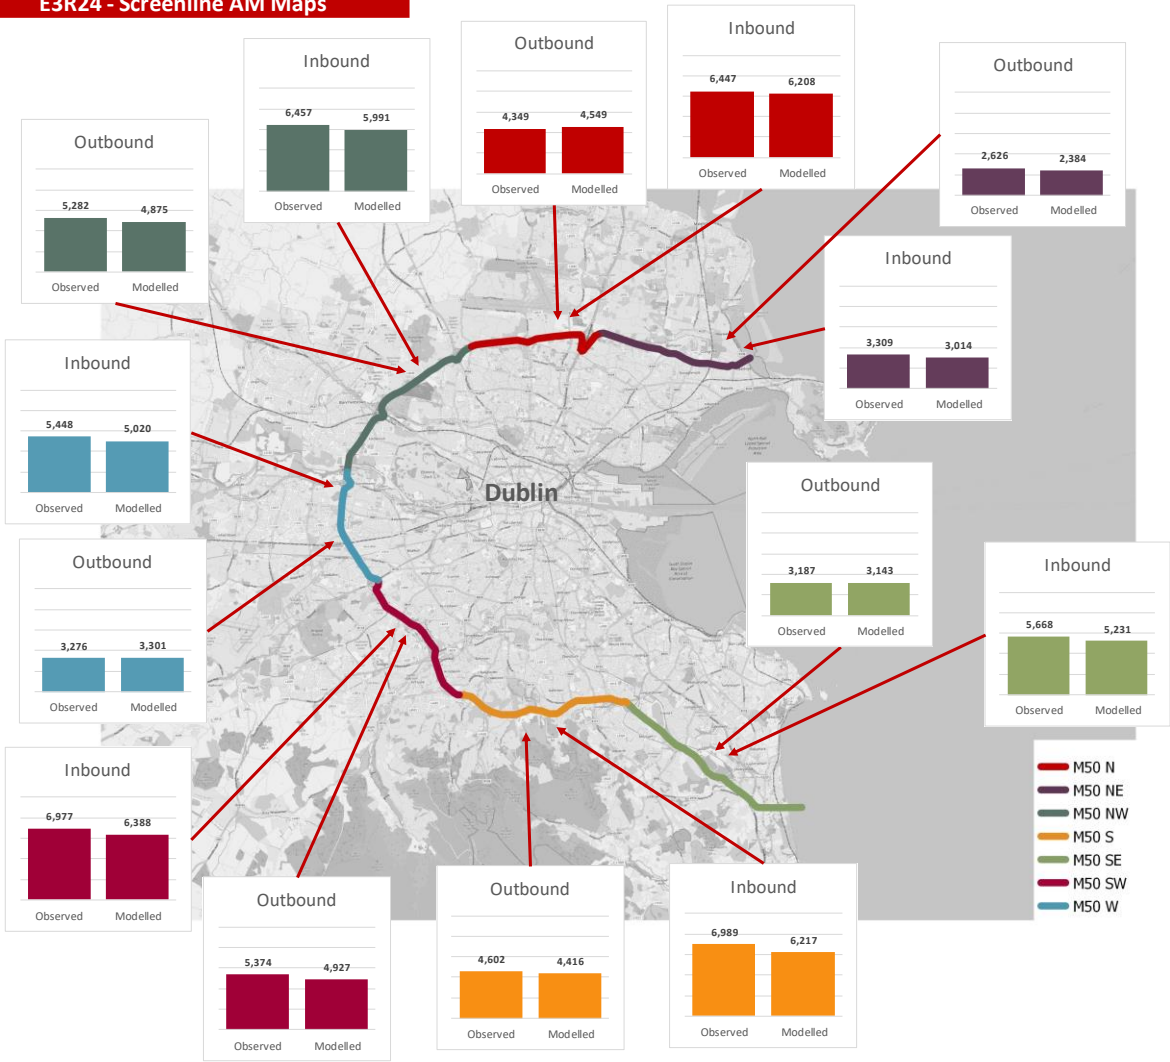 E3R24 - Screenline AM Maps
Inbound
6,457
5,991
Observed
Modelled
Outbound
4,349
4,549
Observed
Modelled
Inbound
6,447
6,208
Observed
Modelled
Outbound
2,626
2,384
Observed
Modelled
Outbound
5,282
4,875
Observed
Modelled
Inbound
3,309
3,014
Observed
Modelled
Inbound
5,448
5,020
Observed
Modelled
Dublin
Outbound
3,187
3,143
Observed
Modelled
Outbound
3,276
3,301
Observed
Modelled
Inbound
5,668
5,231
Observed
Modelled
Inbound
6,977
6,388
Observed
Modelled
M50 N
M50 NE
M50 NW
M50 S
M50 SE
M50 SW
M50 W
Outbound
5,374
4,927
Observed
Modelled
Outbound
4,602
4,416
Observed
Modelled
Inbound
6,989
6,217
Observed
Modelled